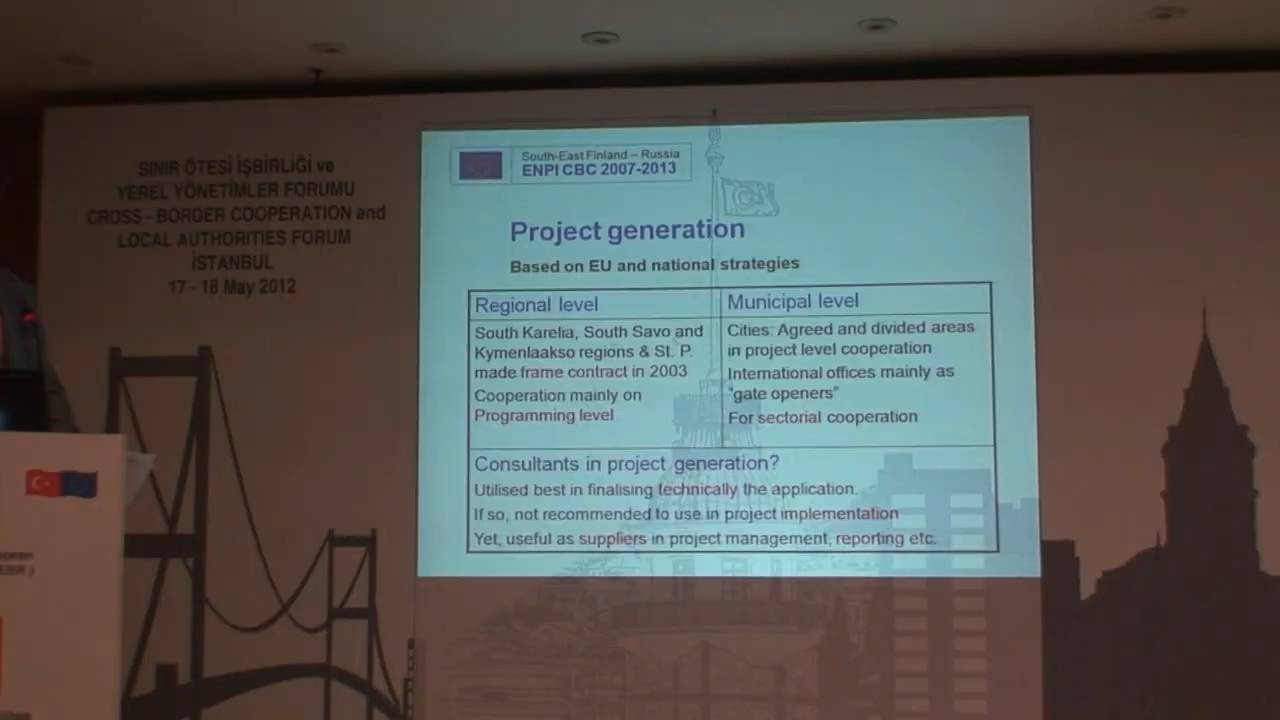 SINIR ÖTESİ İŞBİRLİĞİ ve
YEREL YÖNETİMLER FORUMU
CROSS - BORDER COOPERATION and
LOCAL AUTHORITIES FORUM
İSTANBUL
17 - 18 May 2012
South-East Finland – Russia
ENPI CBC 2007-2013
Project generation
Based on EU and national strategies
Regional level
South Karelia, South Savo and
Kymenlaakso regions & St. P.
made frame contract in 2003
Cooperation mainly on
Programming level
Municipal level
Cities: Agreed and divided areas
in project level cooperation
International offices mainly as
“gate openers”
For sectorial cooperation
Consultants in project generation?
Utilised best in finalising technically the application.
If so, not recommended to use in project implementation
Yet, useful as suppliers in project management, reporting etc.